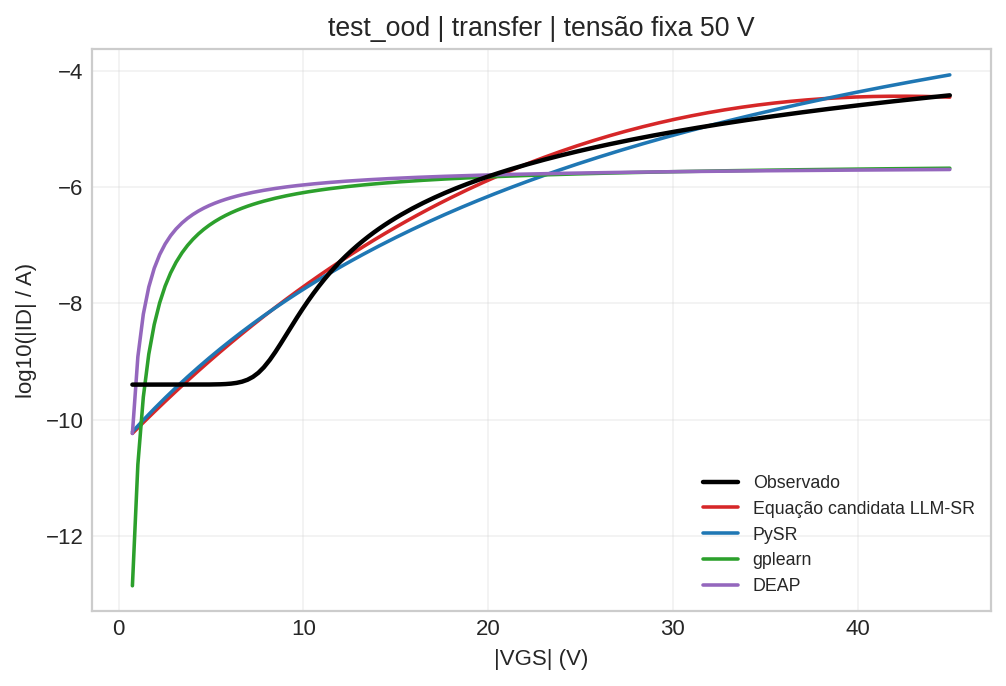 test_ood | transfer | tensão fixa 50 V
log10(|ID| / A)
−4
−6
−8
−10
−12
Observado
Equação candidata LLM-SR
PySR
gplearn
DEAP
0
10
20
30
40
|VGS| (V)